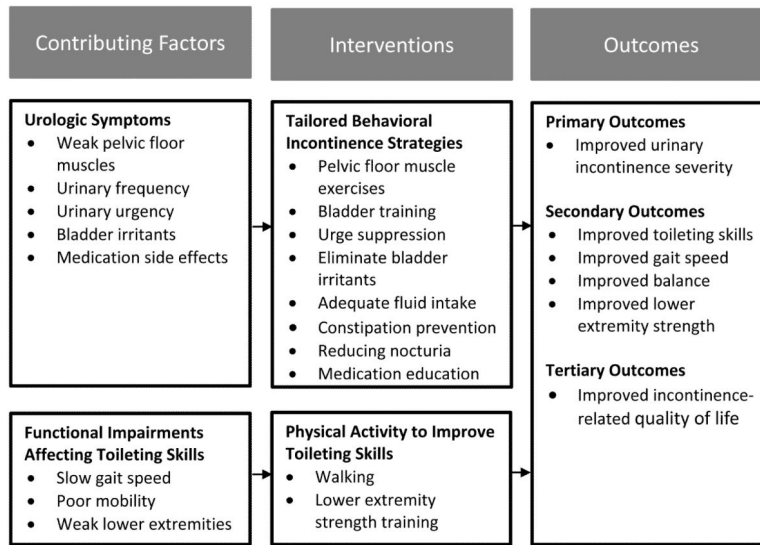 Contributing Factors
Interventions
Outcomes
Urologic Symptoms
• Weak pelvic floor
muscles
• Urinary frequency
• Urinary urgency
• Bladder irritants
• Medication side effects
Tailored Behavioral
Incontinence Strategies
• Pelvic floor muscle
exercises
• Bladder training
• Urge suppression
• Eliminate bladder
irritants
• Adequate fluid intake
• Constipation prevention
• Reducing nocturia
• Medication education
Primary Outcomes
• Improved urinary
incontinence severity
Secondary Outcomes
• Improved toileting skills
• Improved gait speed
• Improved balance
• Improved lower
extremity strength
Tertiary Outcomes
• Improved incontinence-
related quality of life
Functional Impairments
Affecting Toileting Skills
• Slow gait speed
• Poor mobility
• Weak lower extremities
Physical Activity to Improve
Toileting Skills
• Walking
• Lower extremity
strength training